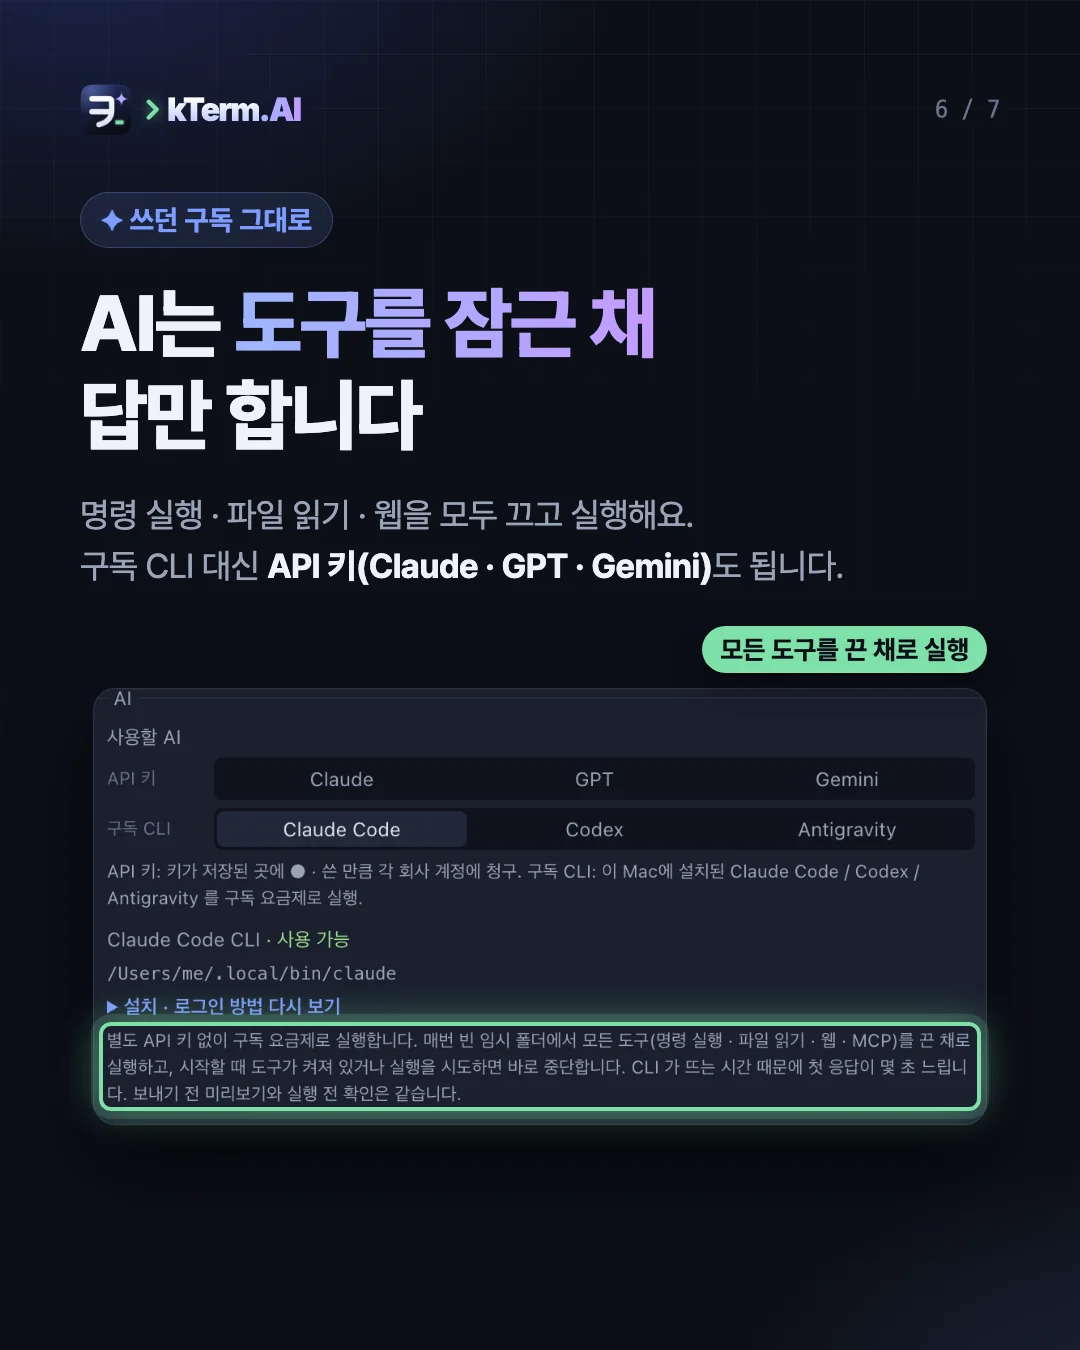 ㅋ_
kTerm.AI
6 / 7
쓰던 구독 그대로
AI는 도구를 잠근 채
답만 합니다
명령 실행 · 파일 읽기 · 웹을 모두 끄고 실행해요.
구독 CLI 대신 API 키(Claude · GPT · Gemini)도 됩니다.
모든 도구를 끈 채로 실행
AI
사용할 AI
API 키 Claude GPT Gemini
구독 CLI Claude Code Codex Antigravity
API 키: 키가 저장된 곳에 ● · 쓴 만큼 각 회사 계정에 청구. 구독 CLI: 이 Mac에 설치된 Claude Code / Codex /
Antigravity 를 구독 요금제로 실행.
Claude Code CLI · 사용 가능
/Users/me/.local/bin/claude
▶ 설치 · 로그인 방법 다시 보기
별도 API 키 없이 구독 요금제로 실행합니다. 매번 빈 임시 폴더에서 모든 도구(명령 실행 · 파일 읽기 · 웹 · MCP)를 끈 채로
실행하고, 시작할 때 도구가 켜져 있거나 실행을 시도하면 바로 중단합니다. CLI 가 뜨는 시간 때문에 첫 응답이 몇 초 느립니
다. 보내기 전 미리보기와 실행 전 확인은 같습니다.